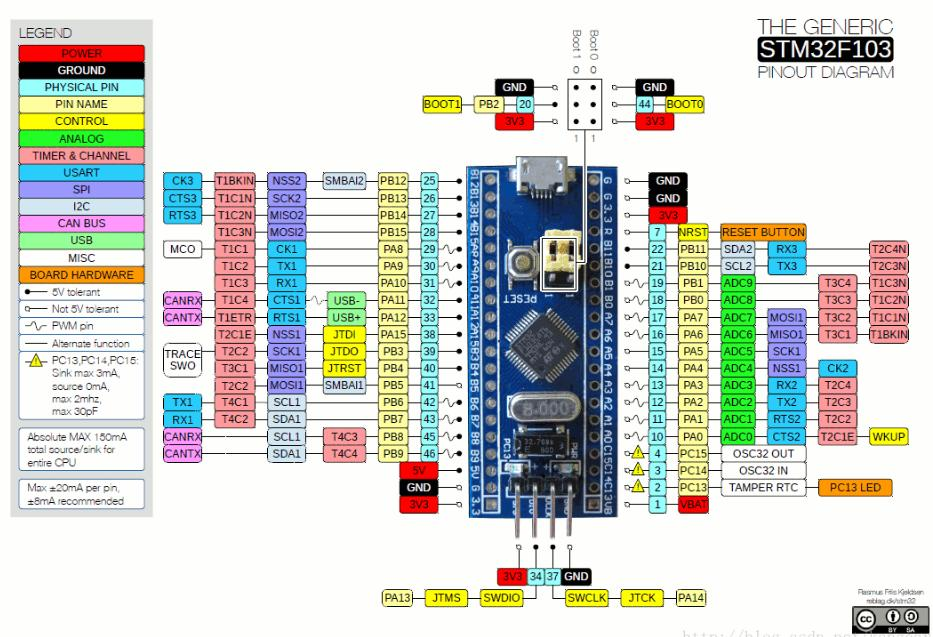 THE GENERIC
STM32F103
PINOUT DIAGRAM
LEGEND
POWER
GROUND
PHYSICAL PIN
PIN NAME
CONTROL
ANALOG
TIMER & CHANNEL
USART
SPI
I2C
CAN BUS
USB
MISC
BOARD HARDWARE
5V tolerant
Not 5V tolerant
PWM pin
Alternate function
PC13,PC14,PC15:
Sink max 3mA,
source 0mA,
max 2mhz,
max 30pF
Absolute MAX 150mA
total source/sink for
entire CPU
Max ±20mA per pin,
±8mA recommended
Boot 1 Boot 0
GND GND
BOOT1 PB2 20 44 BOOT0
3V3 3V3
1 1
CK3 T1BKIN NSS2 SMBAI2 PB12 25
CTS3 T1C1N SCK2 PB13 26
RTS3 T1C2N MISO2 PB14 27
T1C3N MOSI2 PB15 28
MCO T1C1 CK1 PA8 29
T1C2 TX1 PA9 30
T1C3 RX1 PA10 31
CANRX T1C4 CTS1 USB- PA11 32
CANTX T1ETR RTS1 USB+ PA12 33
T2C1E NSS1 JTDI PA15 38
TRACE
SWO
T2C2 SCK1 JTDO PB3 39
T3C1 MISO1 JTRST PB4 40
T2C2 MOSI1 SMBAI1 PB5 41
TX1 T4C1 SCL1 PB6 42
RX1 T4C2 SDA1 PB7 43
CANRX SCL1 T4C3 PB8 45
CANTX SDA1 T4C4 PB9 46
5V
GND
3V3
RESET
8.000
GND
GND
3V3
7 NRST RESET BUTTON
22 PB11 SDA2 RX3 T2C4N
21 PB10 SCL2 TX3 T2C3N
19 PB1 ADC9 T3C4 T1C3N
18 PB0 ADC8 T3C3 T1C2N
17 PA7 ADC7 MOSI1 T3C2 T1C1N
16 PA6 ADC6 MISO1 T3C1 T1BKIN
15 PA5 ADC5 SCK1
14 PA4 ADC4 NSS1 CK2
13 PA3 ADC3 RX2 T2C4
12 PA2 ADC2 TX2 T2C3
11 PA1 ADC1 RTS2 T2C2
10 PA0 ADC0 CTS2 T2C1E WKUP
4 PC15 OSC32 OUT
3 PC14 OSC32 IN
2 PC13 TAMPER RTC PC13 LED
1 VBAT
3V3 34 37 GND
PA13 JTMS SWDIO SWCLK JTCK PA14
Rasmus Friis Kjeldsen
reblag.dk/stm32
CC BY SA